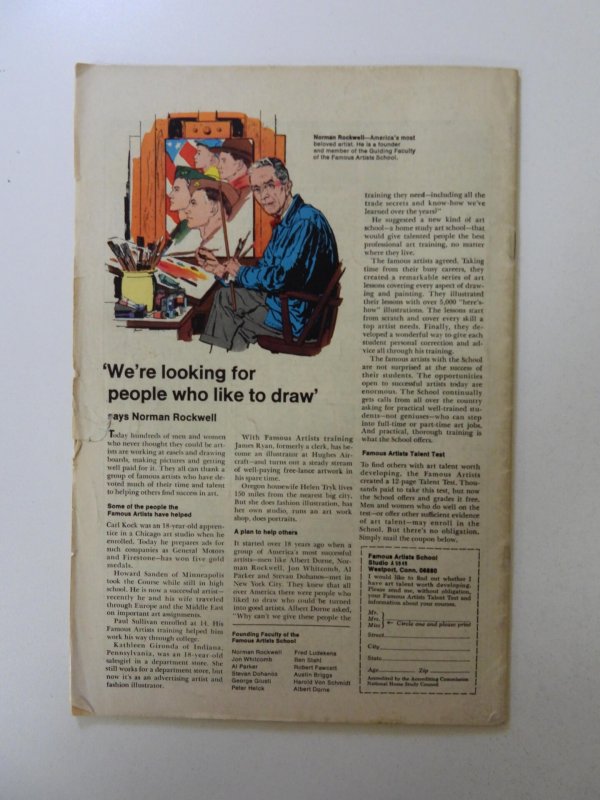 Norman Rockwell—America's most
beloved artist. He is a founder
and member of the Guiding Faculty
of the Famous Artists School.
'We're looking for
people who like to draw'
says Norman Rockwell
Today hundreds of men and women
who never thought they could be art-
ists are working at easels and drawing
boards, making pictures and getting
well paid for it. They all can thank a
group of famous artists who have de-
voted much of their time and talent
to helping others find success in art.
Some of the people the
Famous Artists have helped
Carl Kock was an 18-year-old appren-
tice in a Chicago art studio when he
enrolled. Today he prepares ads for
such companies as General Motors
and Firestone—has won five gold
medals.
Howard Sanden of Minneapolis
took the Course while still in high
school. He is now a successful artist—
recently he and his wife traveled
through Europe and the Middle East
on important art assignments.
Paul Sullivan enrolled at 14. His
Famous Artists training helped him
work his way through college.
Kathleen Gironda of Indiana,
Pennsylvania, was an 18-year-old
salesgirl in a department store. She
still works for a department store, but
now it's as an advertising artist and
fashion illustrator.
With Famous Artists training
James Ryan, formerly a clerk, has be-
come an illustrator at Hughes Air-
craft—and turns out a steady stream
of well-paying free-lance artwork in
his spare time.
Oregon housewife Helen Tryk lives
150 miles from the nearest big city.
But she does fashion illustration, has
her own studio, runs an art work
shop, does portraits.
A plan to help others
It started over 18 years ago when a
group of America's most successful
artists—men like Albert Dorne, Nor-
man Rockwell, Jon Whitcomb, Al
Parker and Stevan Dohanos—met in
New York City. They knew that all
over America there were people who
liked to draw who could be turned
into good artists. Albert Dorne asked,
"Why can't we give these people the
Founding Faculty of the
Famous Artists School
Norman Rockwell
Jon Whitcomb
Al Parker
Stevan Dohanos
George Giusti
Peter Helck
Fred Ludekens
Ben Stahl
Robert Fawcett
Austin Briggs
Harold Von Schmidt
Albert Dorne
training they need—including all the
trade secrets and know-how we've
learned over the years?"
He suggested a new kind of art
school—a home study art school—that
would give talented people the best
professional art training, no matter
where they live.
The famous artists agreed. Taking
time from their busy careers, they
created a remarkable series of art
lessons covering every aspect of draw-
ing and painting. They illustrated
their lessons with over 5,000 "here's-
how" illustrations. The lessons start
from scratch and cover every skill a
top artist needs. Finally, they de-
veloped a wonderful way to give each
student personal correction and ad-
vice all through his training.
The famous artists with the School
are not surprised at the success of
their students. The opportunities
open to successful artists today are
enormous. The School continually
gets calls from all over the country
asking for practical well-trained stu-
dents—not geniuses—who can step
into full-time or part-time art jobs.
And practical, thorough training is
what the School offers.
Famous Artists Talent Test
To find others with art talent worth
developing, the Famous Artists
created a 12-page Talent Test. Thou-
sands paid to take this test, but now
the School offers and grades it free.
Men and women who do well on the
test—or offer other sufficient evidence
of art talent—may enroll in the
School. But there's no obligation.
Simply mail the coupon below.
Famous Artists School
Studio
Westport, Conn. 06880
I would like to find out whether I
have art talent worth developing.
Please send me, without obligation,
your Famous Artists Talent Test and
information about your courses.
Mr.
Mrs.
Miss
Circle one and please print
Street
City
State
Age Zip
Accredited by the Accrediting Commission
National Home Study Council